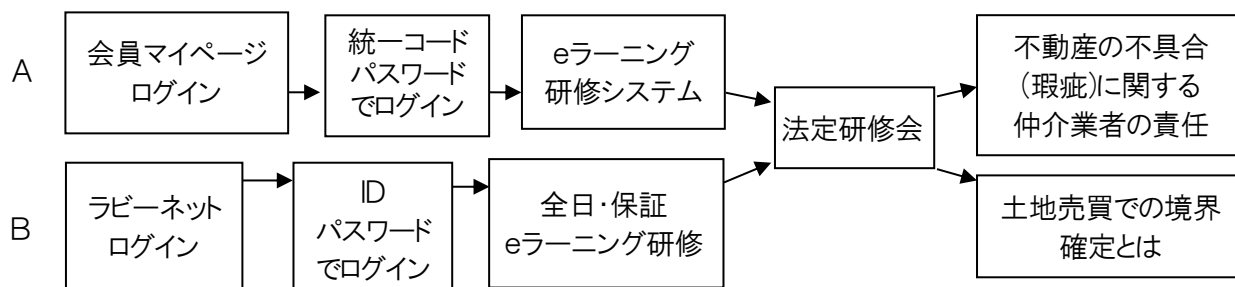 A
会員マイページ
ログイン
統一コード
パスワード
でログイン
eラーニング
研修システム
法定研修会
不動産の不具合
(瑕疵)に関する
仲介業者の責任
B
ラビーネット
ログイン
ID
パスワード
でログイン
全日・保証
eラーニング研修
土地売買での境界
確定とは